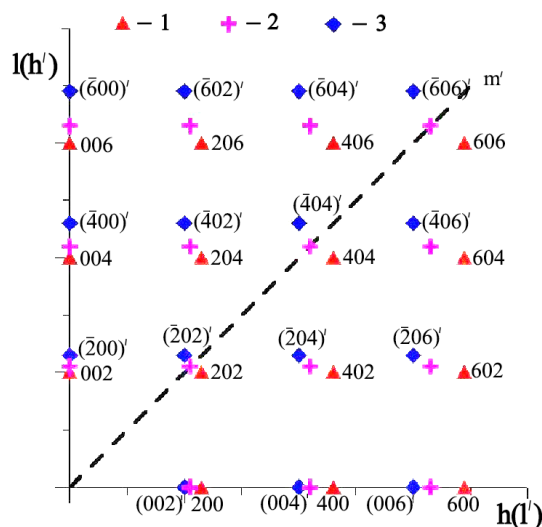 1 2 3
l(h′)
(6̄00)′ (6̄02)′ (6̄04)′ (6̄06)′ m′
006 206 406 606
(4̄04)′
(4̄00)′ (4̄02)′ (4̄06)′
004 204 404 604
(2̄00)′ (2̄02)′ (2̄04)′ (2̄06)′
002 202 402 602
(002)′ 200 (004)′ 400 (006)′ 600
h(l′)